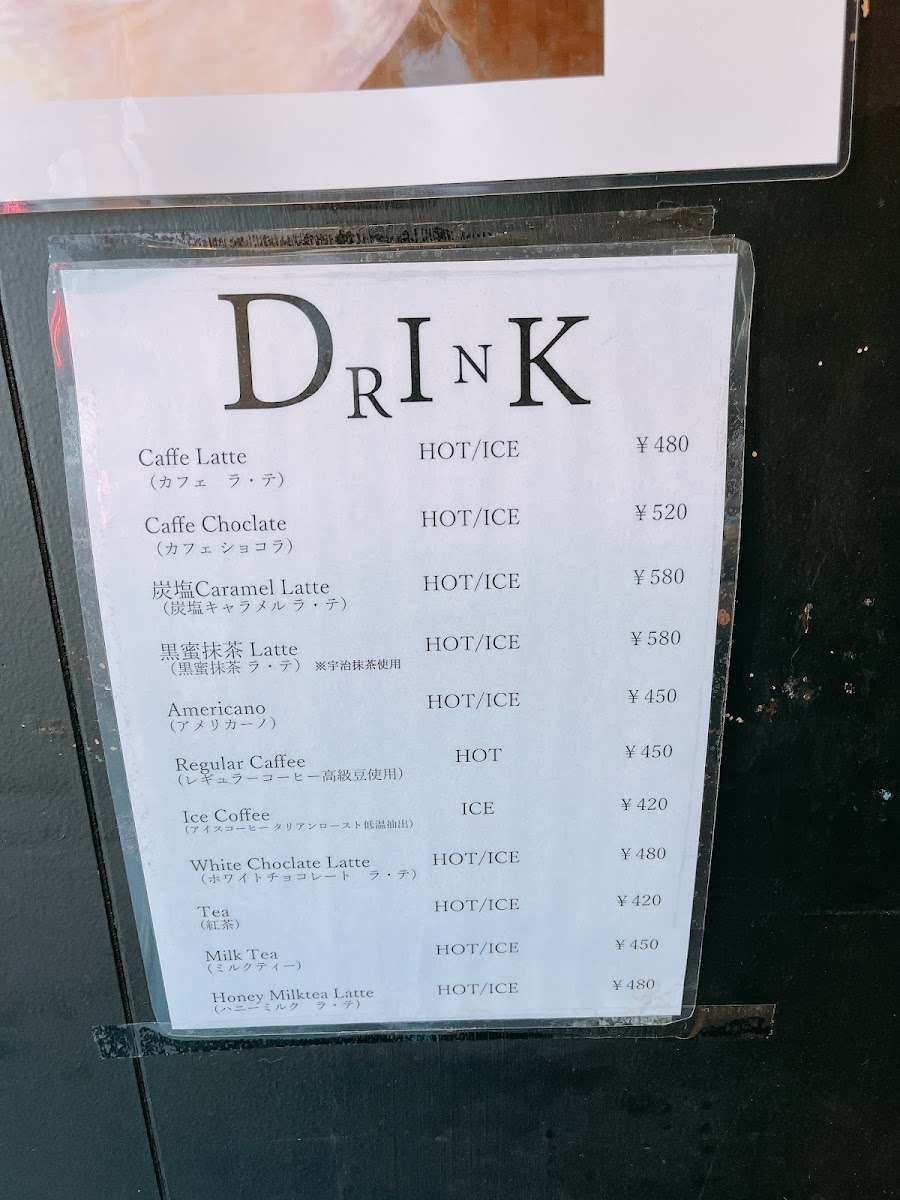 DRINK
Caffe Latte HOT/ICE ¥480
（カフェ　ラ・テ）
Caffe Choclate HOT/ICE ¥520
（カフェ ショコラ）
炭塩Caramel Latte HOT/ICE ¥580
（炭塩キャラメル ラ・テ）
黒蜜抹茶 Latte HOT/ICE ¥580
（黒蜜抹茶 ラ・テ） ※宇治抹茶使用
Americano HOT/ICE ¥450
（アメリカーノ）
Regular Caffee HOT ¥450
（レギュラーコーヒー高級豆使用）
Ice Coffee ICE ¥420
（アイスコーヒー タリアンロースト低温抽出）
White Choclate Latte HOT/ICE ¥480
（ホワイトチョコレート　ラ・テ）
Tea HOT/ICE ¥420
（紅茶）
Milk Tea HOT/ICE ¥450
（ミルクティー）
Honey Milktea Latte HOT/ICE ¥480
（ハニーミルク　ラ・テ）